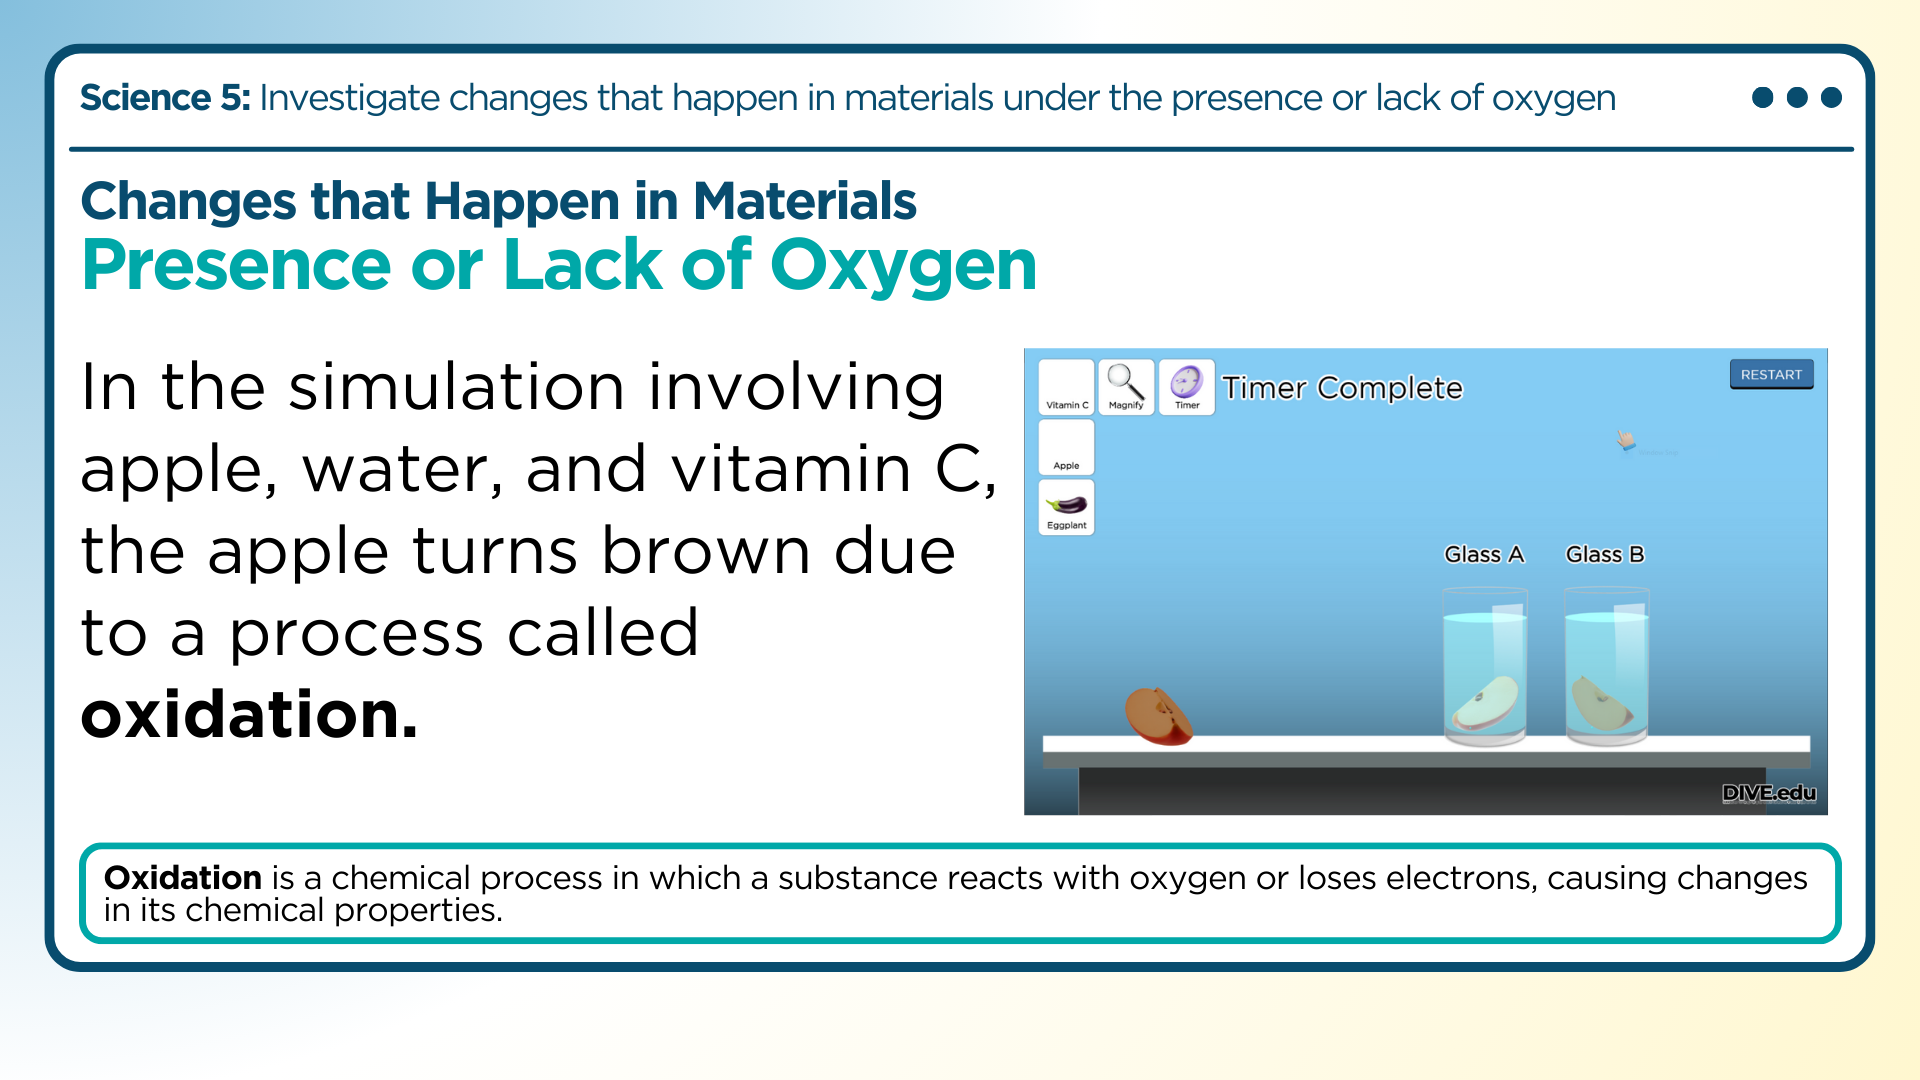 Science 5: Investigate changes that happen in materials under the presence or lack of oxygen
Changes that Happen in Materials
Presence or Lack of Oxygen
In the simulation involving
apple, water, and vitamin C,
the apple turns brown due
to a process called
oxidation.
Vitamin C
Magnify
Timer
Timer Complete
RESTART
Apple
Eggplant
Glass A
Glass B
DIVE.edu
Oxidation is a chemical process in which a substance reacts with oxygen or loses electrons, causing changes
in its chemical properties.